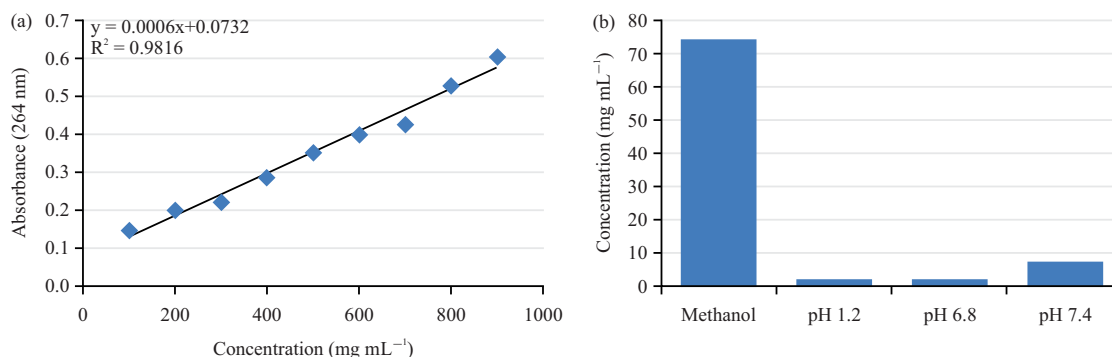 (a)
y = 0.0006x+0.0732
R² = 0.9816
Absorbance (264 nm)
0.7
0.6
0.5
0.4
0.3
0.2
0.1
0.0
0 200 400 600 800 1000
Concentration (mg mL⁻¹)
(b)
Concentration (mg mL⁻¹)
80
70
60
50
40
30
20
10
0
Methanol pH 1.2 pH 6.8 pH 7.4